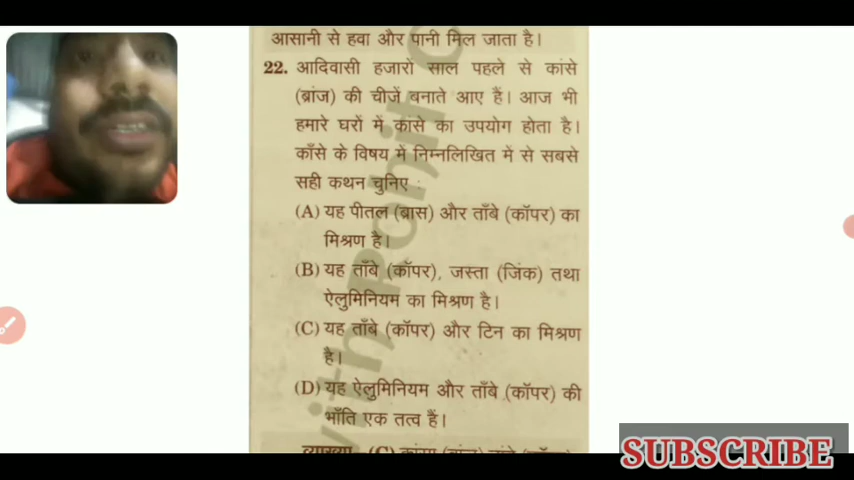 आसानी से हवा और पानी मिल जाता है।
22. आदिवासी हजारों साल पहले से कांसे
(ब्रांज) की चीजें बनाते आए हैं। आज भी
हमारे घरों में कांसे का उपयोग होता है।
काँसे के विषय में निम्नलिखित में से सबसे
सही कथन चुनिए :
(A) यह पीतल (ब्रास) और ताँबे (कॉपर) का
मिश्रण है।
(B) यह ताँबे (कॉपर), जस्ता (जिंक) तथा
ऐलुमिनियम का मिश्रण है।
(C) यह ताँबे (कॉपर) और टिन का मिश्रण
है।
(D) यह ऐलुमिनियम और ताँबे (कॉपर) की
भाँति एक तत्व हैं।
व्याख्या (C)
with Rohit
SUBSCRIBE